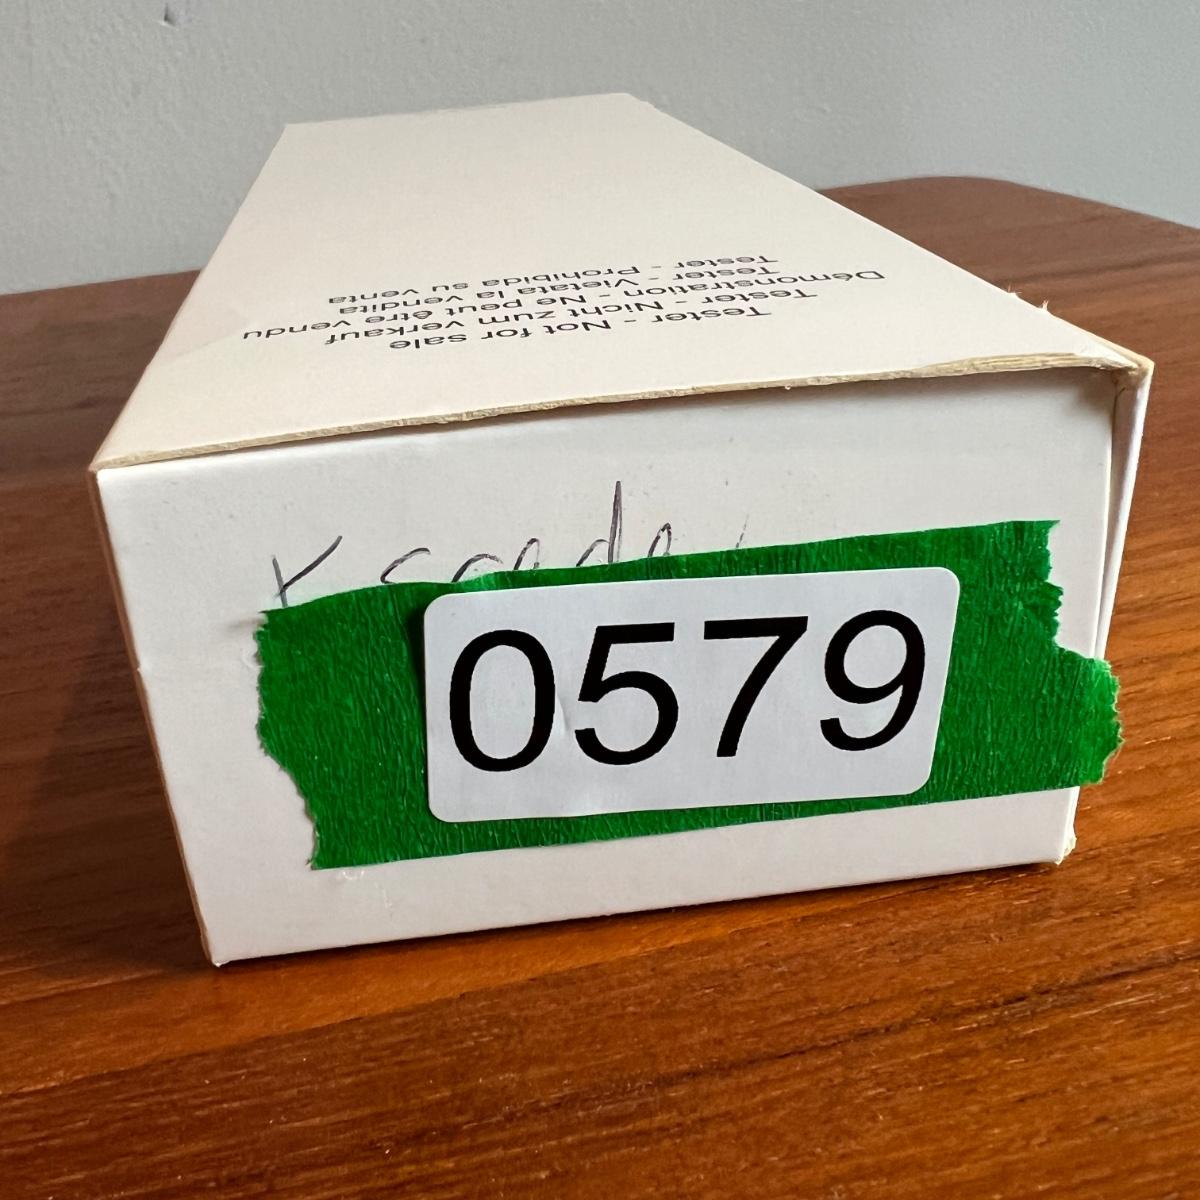 Tester - Not for sale
Tester - Nicht zum verkauf
Démonstration - Ne peut être vendu
Tester - Vietata la vendita
Tester - Prohibida su venta
0579